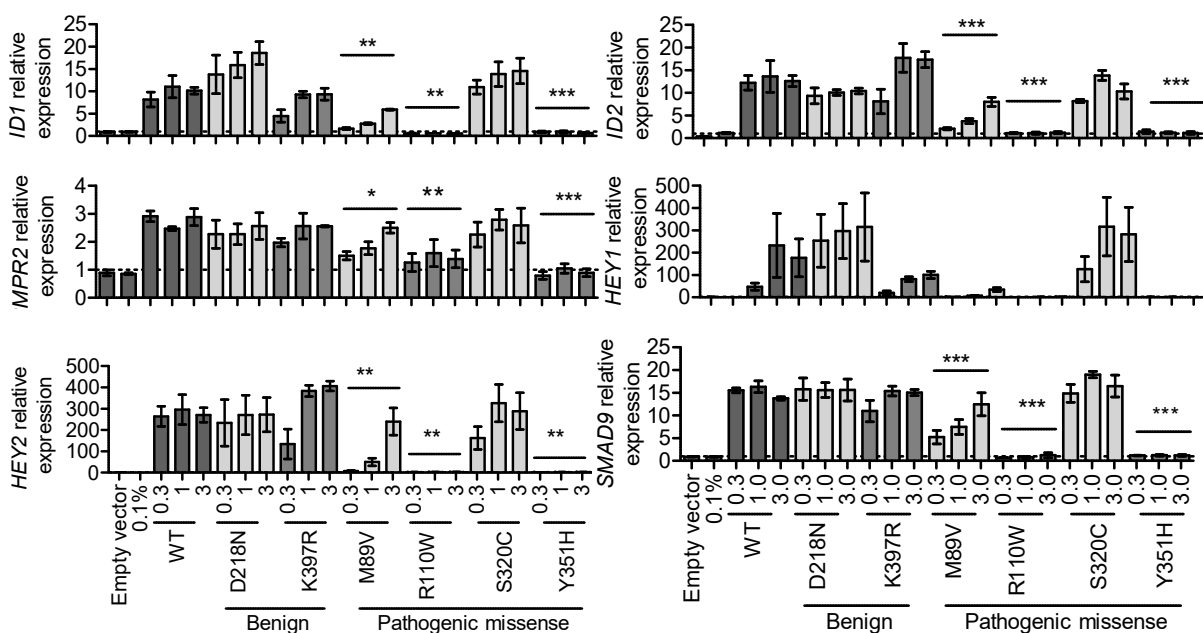 ID1 relative
expression
25
20
15
10
5
0
**
**
***
ID2 relative
expression
25
20
15
10
5
0
***
***
***
MPR2 relative
expression
4
3
2
1
0
*
**
***
HEY1 relative
expression
500
400
300
200
100
0
HEY2 relative
expression
500
400
300
200
100
0
**
**
**
SMAD9 relative
expression
25
20
15
10
5
0
***
***
***
Empty vector
0.1%
0.3
1
3
0.3
1
3
0.3
1
3
0.3
1
3
0.3
1
3
0.3
1
3
0.3
1
3
WT
D218N
K397R
M89V
R110W
S320C
Y351H
Benign
Pathogenic missense
Empty vector
0.1%
0.3
1.0
3.0
0.3
1.0
3.0
0.3
1.0
3.0
0.3
1.0
3.0
0.3
1.0
3.0
0.3
1.0
3.0
0.3
1.0
3.0
WT
D218N
K397R
M89V
R110W
S320C
Y351H
Benign
Pathogenic missense